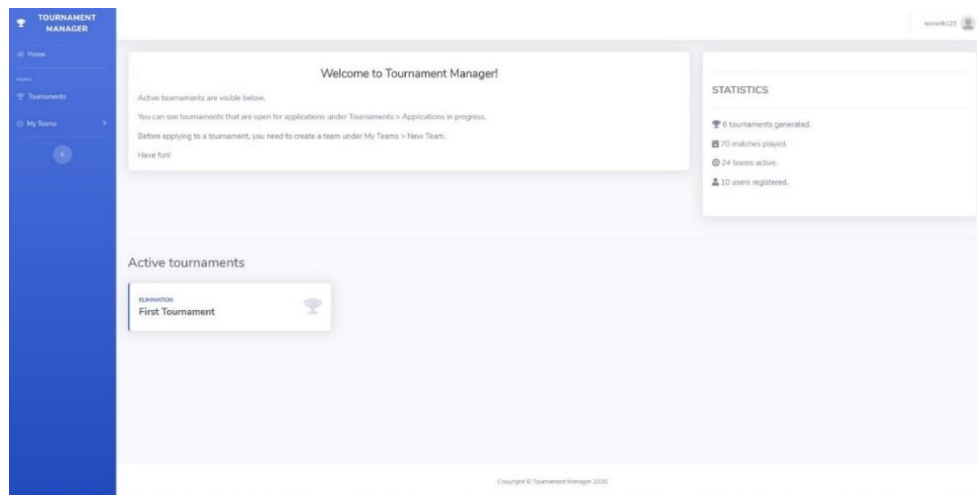 TOURNAMENT
MANAGER
Home
MENU
Tournaments
My Teams
Welcome to Tournament Manager!
Active tournaments are visible below.
You can see tournaments that are open for applications under Tournaments > Applications in progress.
Before applying to a tournament, you need to create a team under My Teams > New Team.
Have fun!
STATISTICS
6 tournaments generated.
70 matches played.
24 teams active.
10 users registered.
Active tournaments
ELIMINATION
First Tournament
Copyright © Tournament Manager 2020